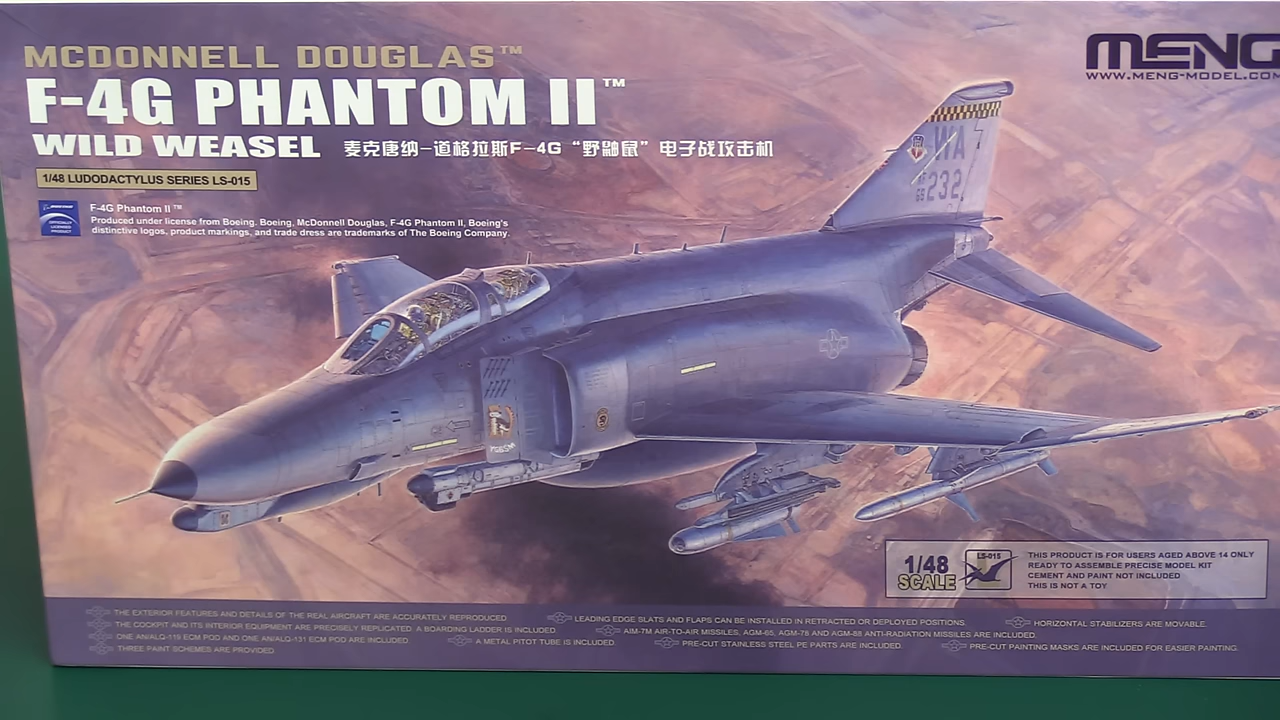 MCDONNELL DOUGLAS™
F-4G PHANTOM II™
WILD WEASEL 麦克唐纳-道格拉斯F-4G“野鼬鼠”电子战攻击机
1/48 LUDODACTYLUS SERIES LS-015
F-4G Phantom II ™
Produced under license from Boeing. Boeing, McDonnell Douglas, F-4G Phantom II, Boeing's
distinctive logos, product markings, and trade dress are trademarks of The Boeing Company.
MENG
WWW.MENG-MODEL.COM
WA
65 232
1/48
SCALE
LS-015
THIS PRODUCT IS FOR USERS AGED ABOVE 14 ONLY
READY TO ASSEMBLE PRECISE MODEL KIT
CEMENT AND PAINT NOT INCLUDED
THIS IS NOT A TOY
THE EXTERIOR FEATURES AND DETAILS OF THE REAL AIRCRAFT ARE ACCURATELY REPRODUCED.
THE COCKPIT AND ITS INTERIOR EQUIPMENT ARE PRECISELY REPLICATED. A BOARDING LADDER IS INCLUDED.
ONE AN/ALQ-119 ECM POD AND ONE AN/ALQ-131 ECM POD ARE INCLUDED.
THREE PAINT SCHEMES ARE PROVIDED.
A METAL PITOT TUBE IS INCLUDED.
LEADING EDGE SLATS AND FLAPS CAN BE INSTALLED IN RETRACTED OR DEPLOYED POSITIONS.
AIM-7M AIR-TO-AIR MISSILES, AGM-65, AGM-78 AND AGM-88 ANTI-RADIATION MISSILES ARE INCLUDED.
PRE-CUT STAINLESS STEEL PE PARTS ARE INCLUDED.
HORIZONTAL STABILIZERS ARE MOVABLE.
PRE-CUT PAINTING MASKS ARE INCLUDED FOR EASIER PAINTING.